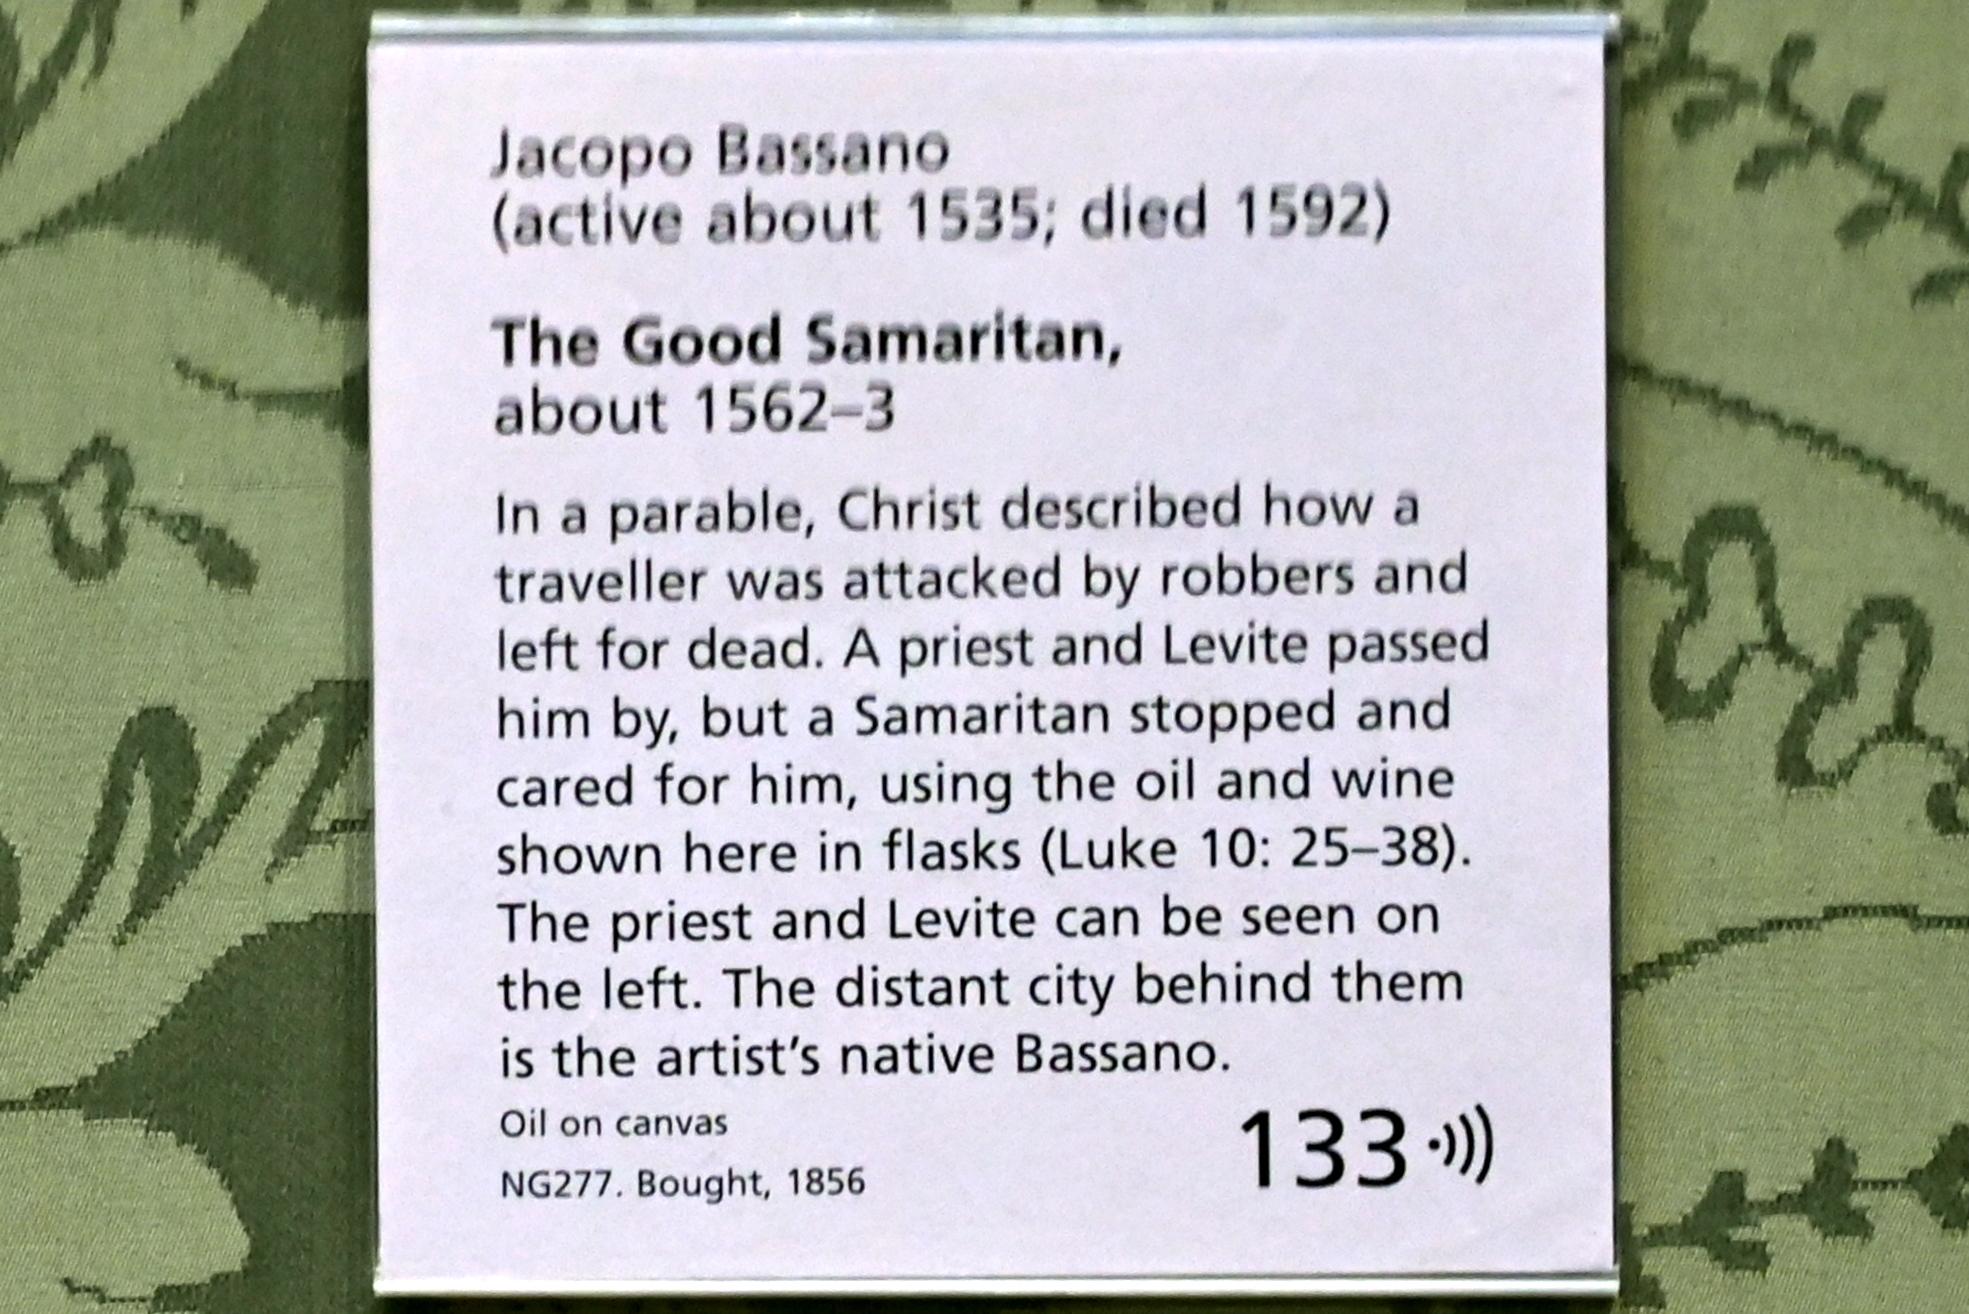 Jacopo Bassano
(active about 1535; died 1592)
The Good Samaritan,
about 1562–3
In a parable, Christ described how a
traveller was attacked by robbers and
left for dead. A priest and Levite passed
him by, but a Samaritan stopped and
cared for him, using the oil and wine
shown here in flasks (Luke 10: 25–38).
The priest and Levite can be seen on
the left. The distant city behind them
is the artist's native Bassano.
Oil on canvas
NG277. Bought, 1856
133